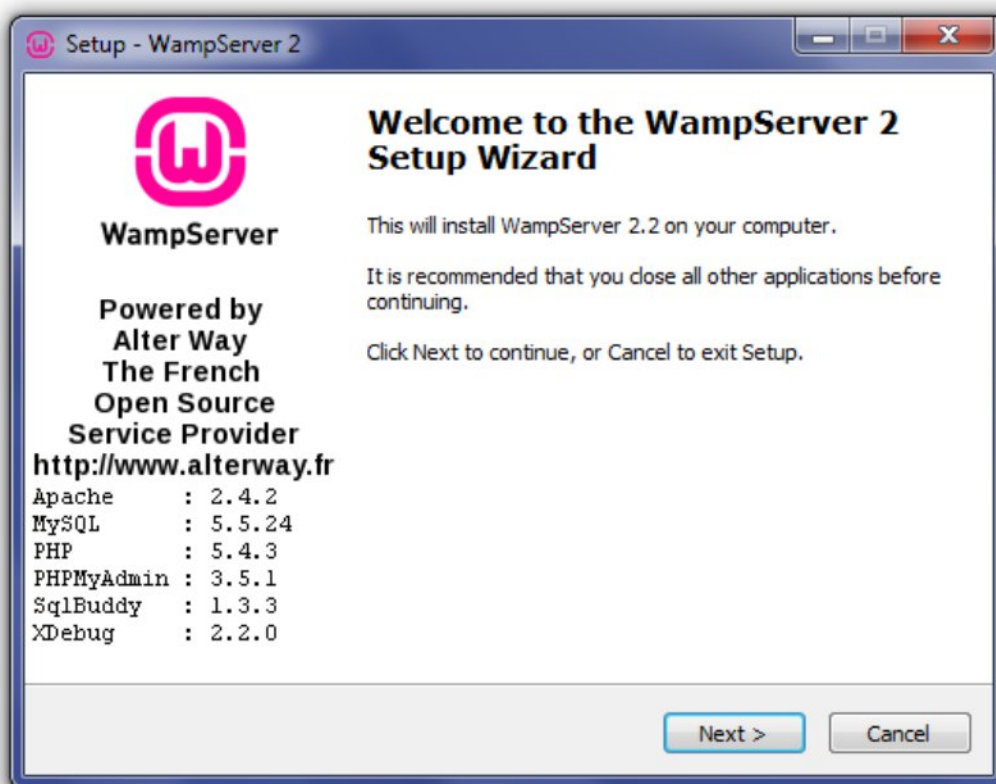 Setup - WampServer 2
WampServer
Powered by
Alter Way
The French
Open Source
Service Provider
http://www.alterway.fr
Apache : 2.4.2
MySQL : 5.5.24
PHP : 5.4.3
PHPMyAdmin : 3.5.1
SqlBuddy : 1.3.3
XDebug : 2.2.0
Welcome to the WampServer 2
Setup Wizard
This will install WampServer 2.2 on your computer.
It is recommended that you close all other applications before
continuing.
Click Next to continue, or Cancel to exit Setup.
Next >
Cancel